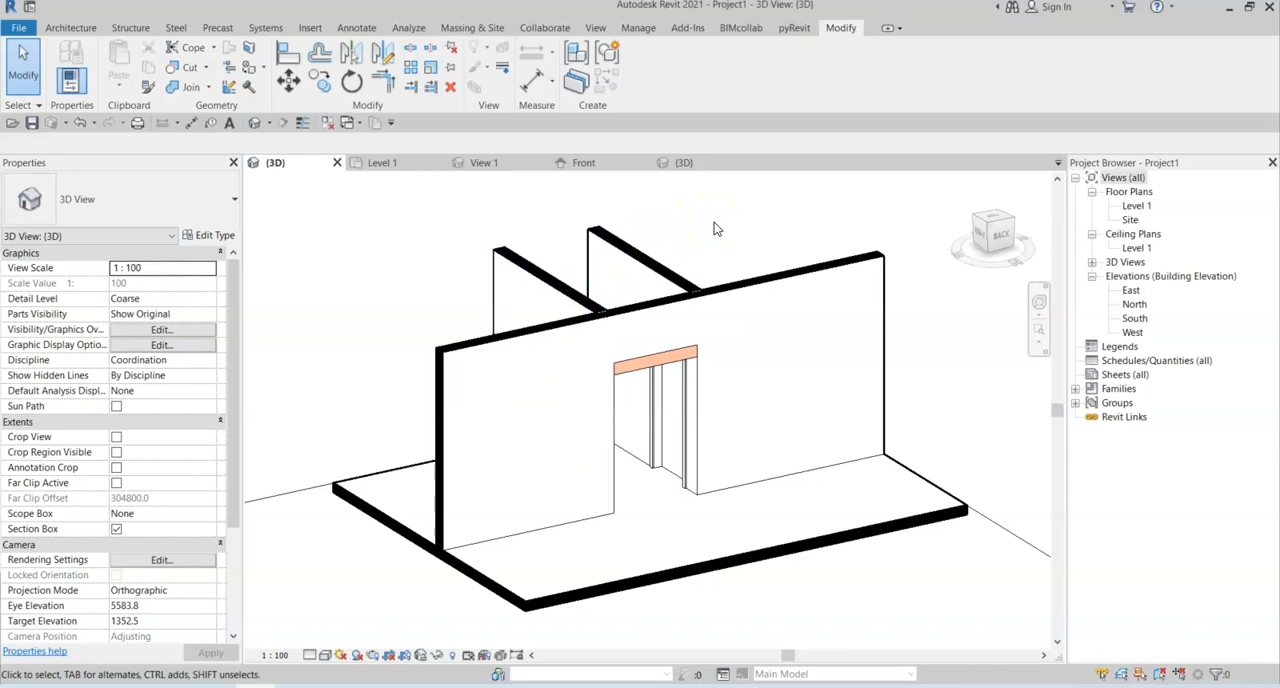 Autodesk Revit 2021 - Project1 - 3D View: {3D}
Sign In
File Architecture Structure Steel Precast Systems Insert Annotate Analyze Massing & Site Collaborate View Manage Add-Ins BIMcollab pyRevit Modify
Modify Paste Cope Cut Join
Select Properties Clipboard Geometry Modify View Measure Create
Properties
{3D} Level 1 View 1 Front {3D}
Project Browser - Project1
3D View
3D View: {3D} Edit Type
Graphics
View Scale 1 : 100
Scale Value 1: 100
Detail Level Coarse
Parts Visibility Show Original
Visibility/Graphics Ov... Edit...
Graphic Display Optio... Edit...
Discipline Coordination
Show Hidden Lines By Discipline
Default Analysis Displ... None
Sun Path
Extents
Crop View
Crop Region Visible
Annotation Crop
Far Clip Active
Far Clip Offset 304800.0
Scope Box None
Section Box
Camera
Rendering Settings Edit...
Locked Orientation
Projection Mode Orthographic
Eye Elevation 5583.8
Target Elevation 1352.5
Camera Position Adjusting
Properties help Apply
BACK
Views (all)
Floor Plans
Level 1
Site
Ceiling Plans
Level 1
3D Views
Elevations (Building Elevation)
East
North
South
West
Legends
Schedules/Quantities (all)
Sheets (all)
Families
Groups
Revit Links
1 : 100
Click to select, TAB for alternates, CTRL adds, SHIFT unselects.
:0
Main Model
:0